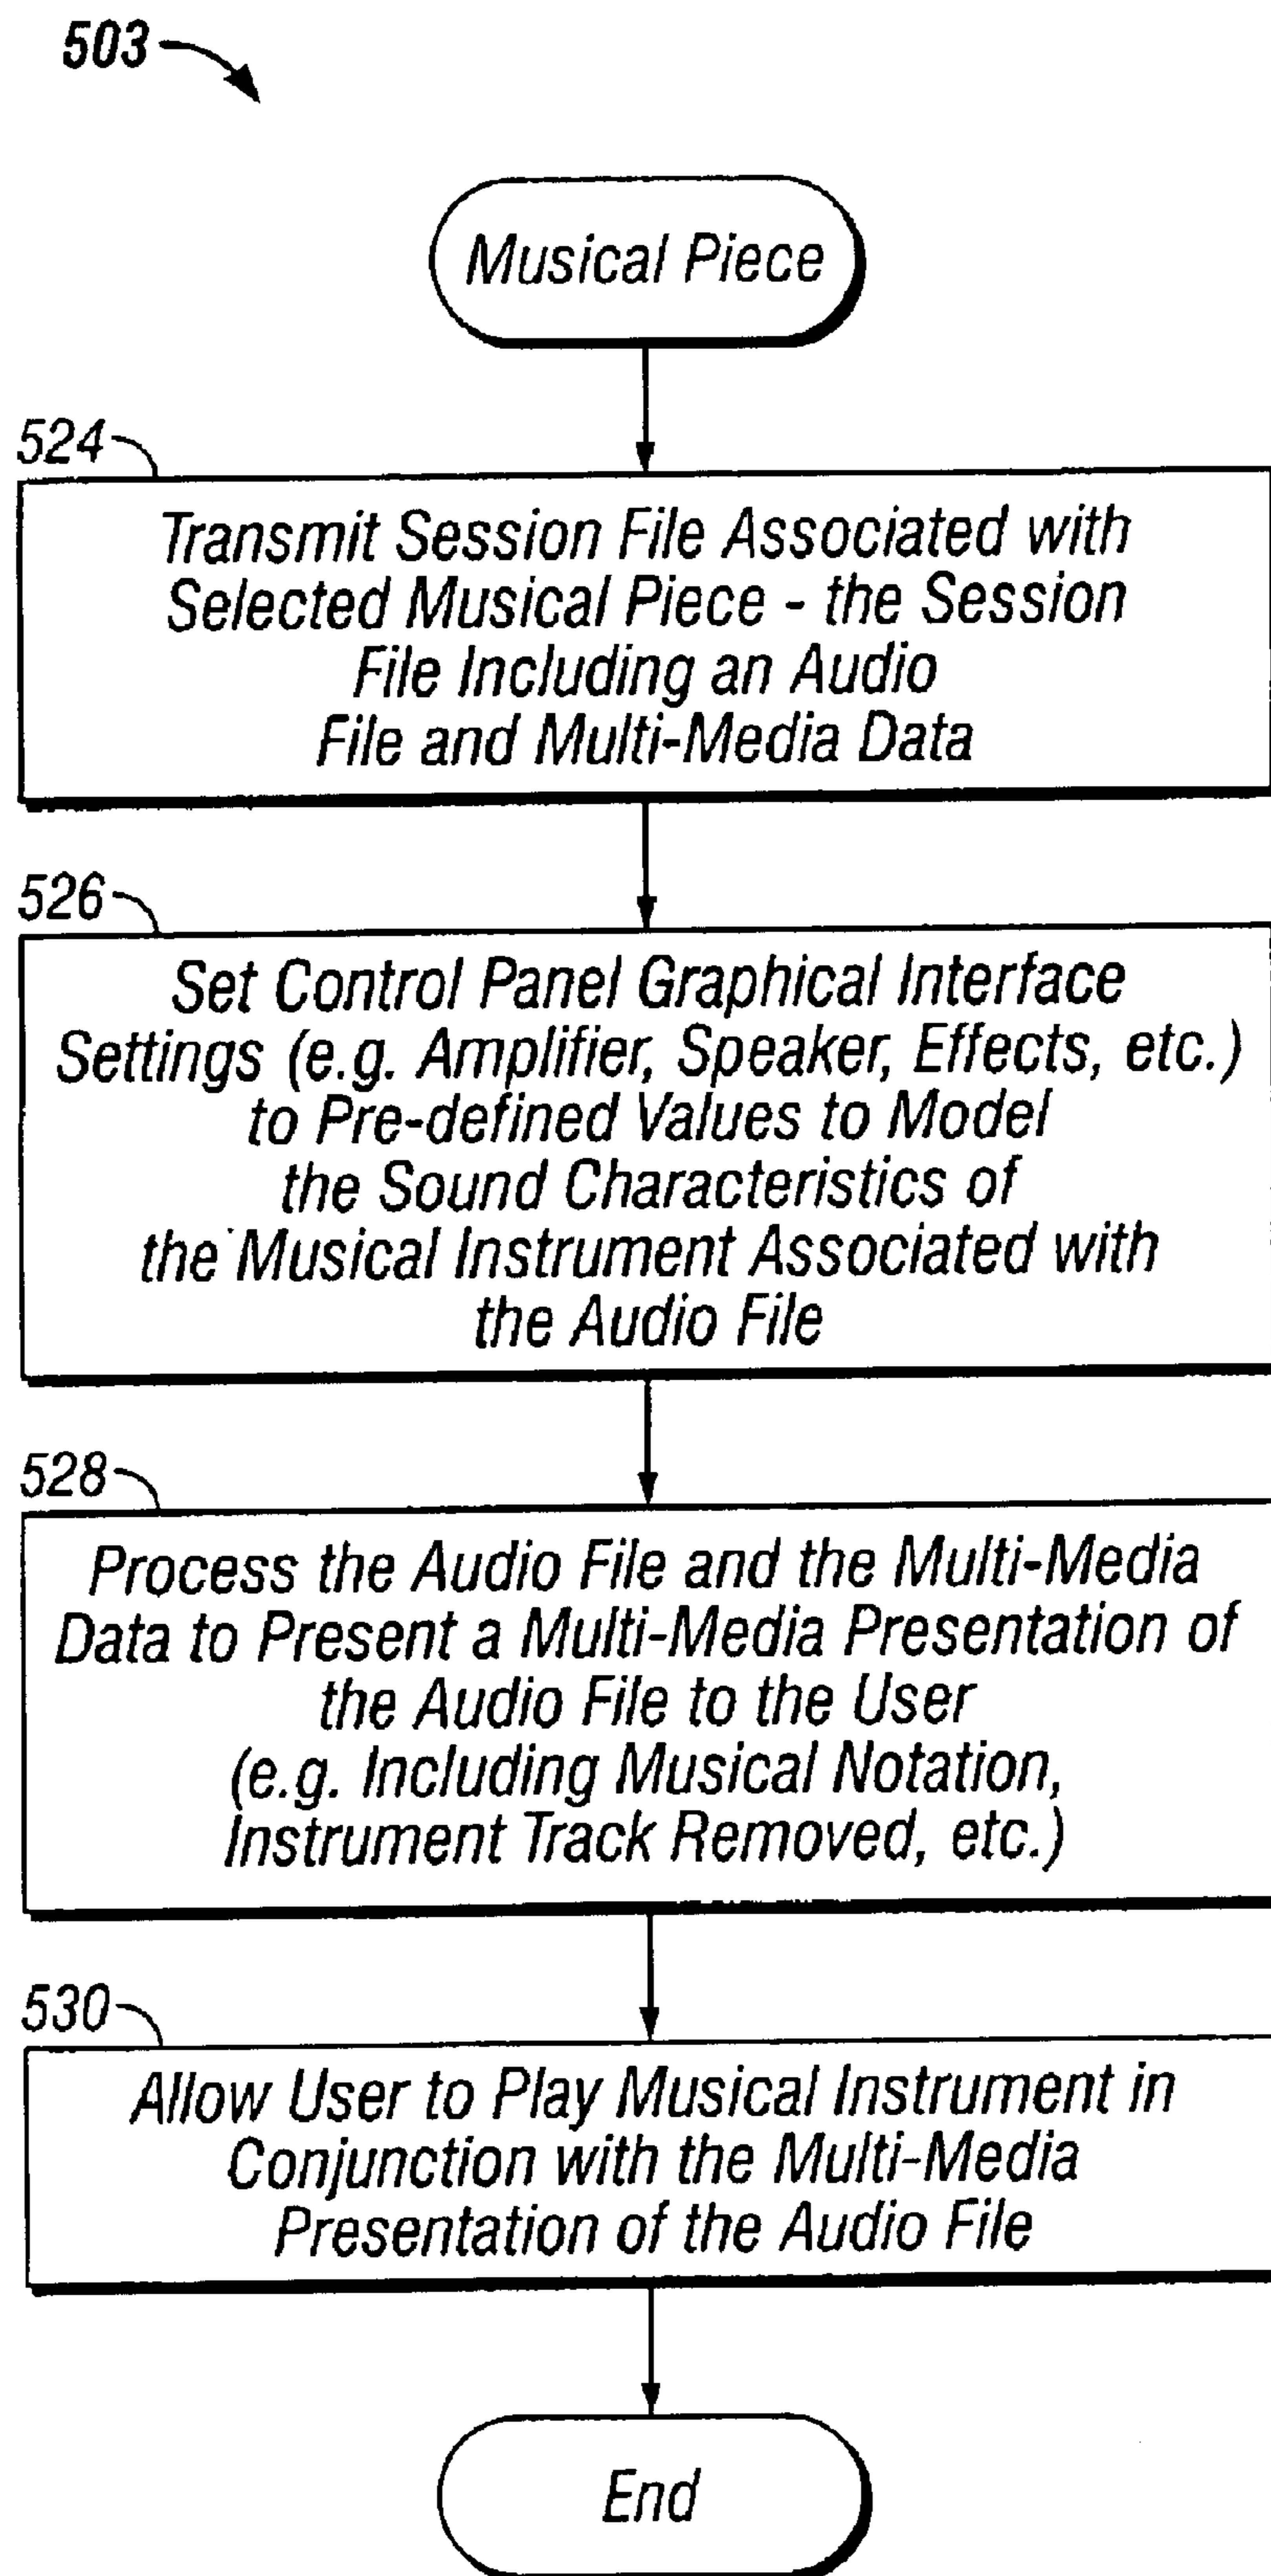 503
Musical Piece
524
Transmit Session File Associated with
Selected Musical Piece - the Session
File Including an Audio
File and Multi-Media Data
526
Set Control Panel Graphical Interface
Settings (e.g. Amplifier, Speaker, Effects, etc.)
to Pre-defined Values to Model
the Sound Characteristics of
the Musical Instrument Associated with
the Audio File
528
Process the Audio File and the Multi-Media
Data to Present a Multi-Media Presentation of
the Audio File to the User
(e.g. Including Musical Notation,
Instrument Track Removed, etc.)
530
Allow User to Play Musical Instrument in
Conjunction with the Multi-Media
Presentation of the Audio File
End